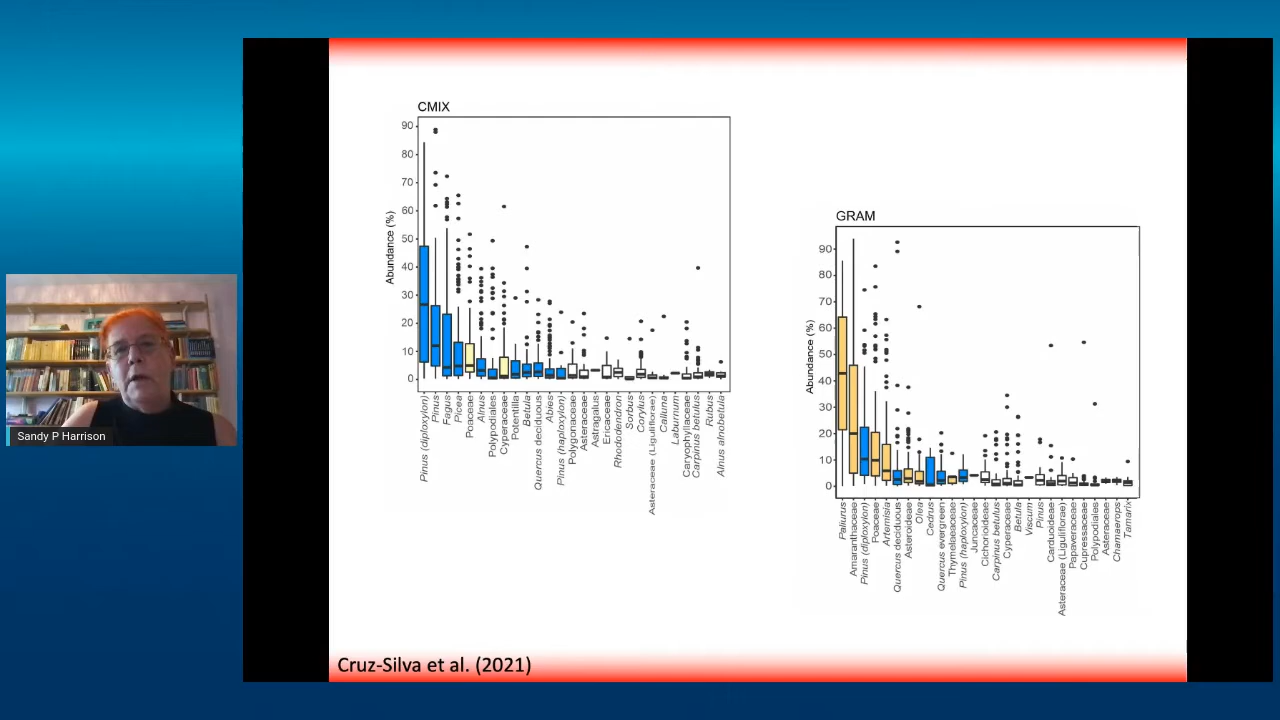 CMIX
Abundance (%)
90
80
70
60
50
40
30
20
10
0
Pinus (diploxylon)
Pinus
Fagus
Picea
Poaceae
Alnus
Polypodiales
Cyperaceae
Potentilla
Betula
Quercus deciduous
Abies
Pinus (haploxylon)
Polygonaceae
Asteraceae
Astragalus
Ericaceae
Rhododendron
Sorbus
Corylus
Asteraceae (Liguliflorae)
Calluna
Laburnum
Caryophyllaceae
Carpinus betulus
Rubus
Alnus alnobetula
GRAM
Abundance (%)
90
80
70
60
50
40
30
20
10
0
Paliurus
Amaranthaceae
Pinus (diploxylon)
Poaceae
Artemisia
Quercus deciduous
Asteroideae
Olea
Cedrus
Quercus evergreen
Thymelaeaceae
Pinus (haploxylon)
Juncaceae
Cichorioideae
Carpinus betulus
Cyperaceae
Betula
Viscum
Pinus
Carduoideae
Asteraceae (Liguliflorae)
Papaveraceae
Cupressaceae
Polypodiales
Asteraceae
Chamaerops
Tamarix
Sandy P Harrison
Cruz-Silva et al. (2021)